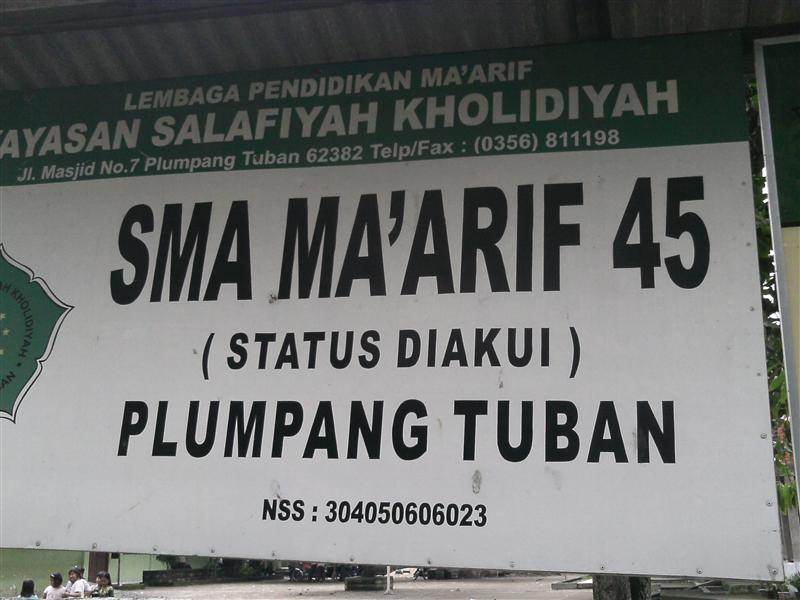 LEMBAGA PENDIDIKAN MA'ARIF
YAYASAN SALAFIYAH KHOLIDIYAH
Jl. Masjid No.7 Plumpang Tuban 62382 Telp/Fax : (0356) 811198
SMA MA'ARIF 45
( STATUS DIAKUI )
PLUMPANG TUBAN
NSS : 304050606023
KHOLIDIYAH